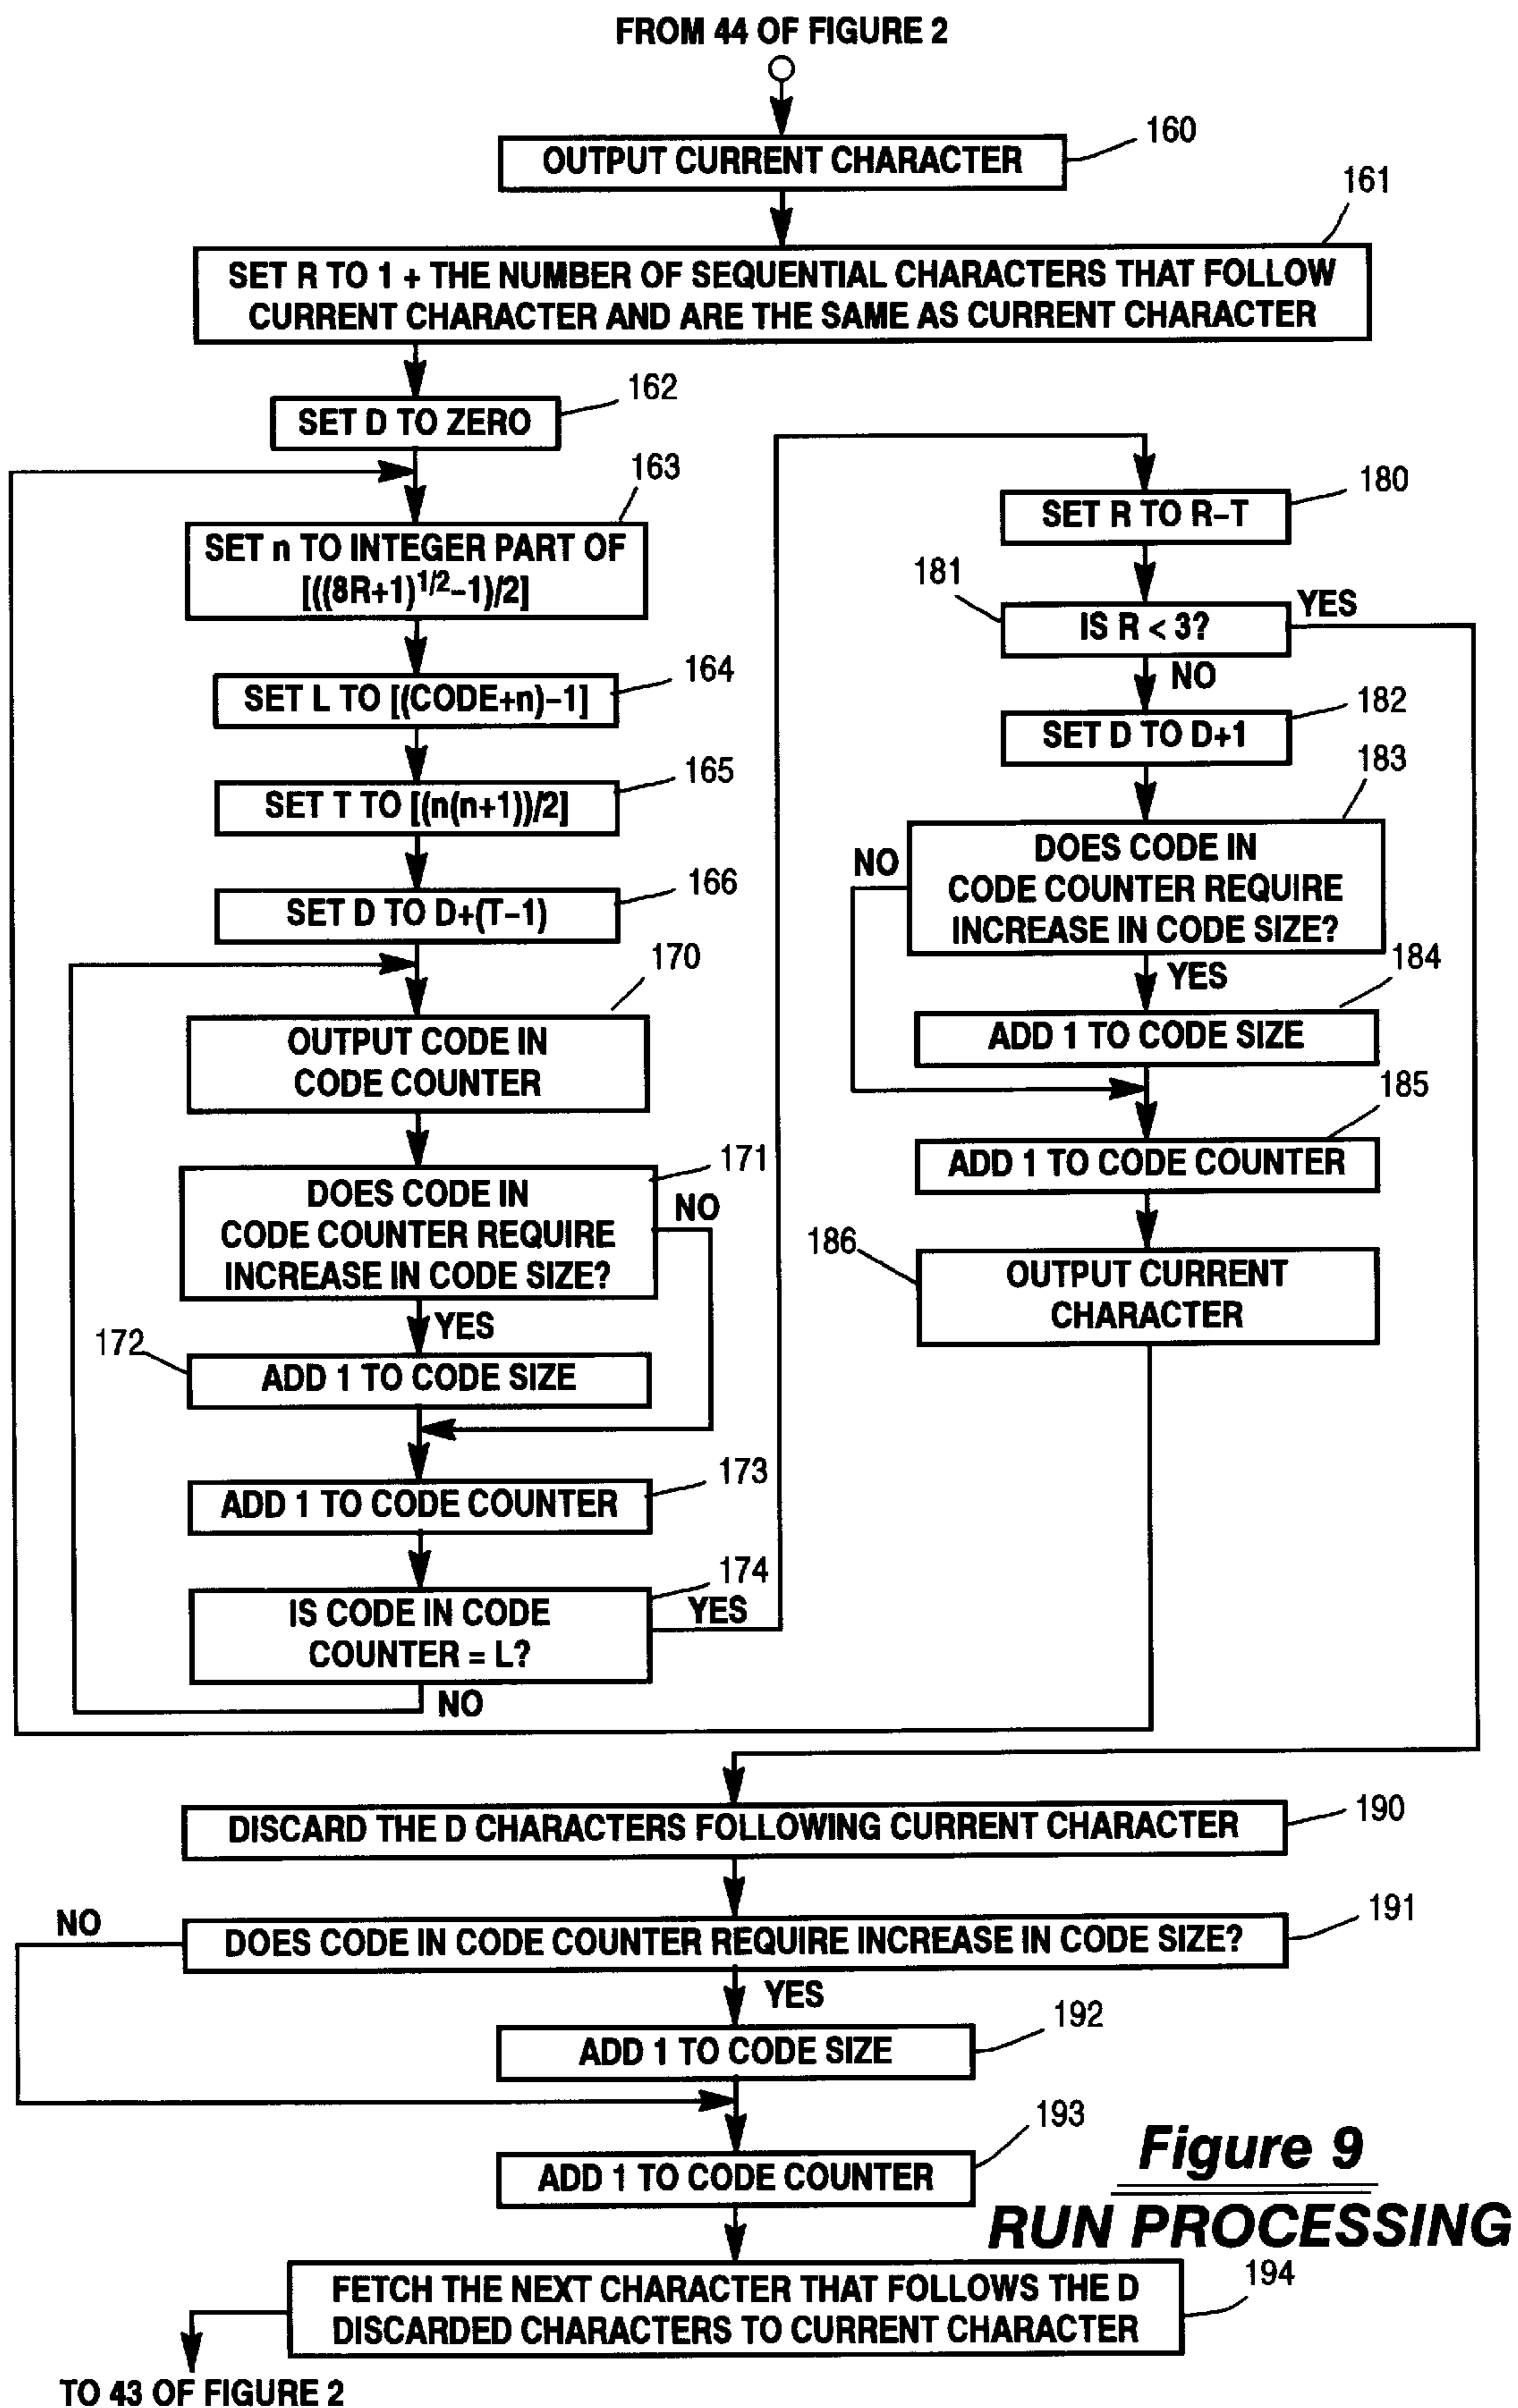 FROM 44 OF FIGURE 2
160
OUTPUT CURRENT CHARACTER
161
SET R TO 1 + THE NUMBER OF SEQUENTIAL CHARACTERS THAT FOLLOW
CURRENT CHARACTER AND ARE THE SAME AS CURRENT CHARACTER
162
SET D TO ZERO
163
SET n TO INTEGER PART OF
[((8R+1)^1/2–1)/2]
164
SET L TO [(CODE+n)–1]
165
SET T TO [(n(n+1))/2]
166
SET D TO D+(T–1)
170
OUTPUT CODE IN
CODE COUNTER
171
DOES CODE IN
CODE COUNTER REQUIRE
INCREASE IN CODE SIZE?
NO
YES
172
ADD 1 TO CODE SIZE
173
ADD 1 TO CODE COUNTER
174
IS CODE IN CODE
COUNTER = L?
YES
NO
180
SET R TO R–T
181
IS R < 3?
YES
NO
182
SET D TO D+1
183
DOES CODE IN
CODE COUNTER REQUIRE
INCREASE IN CODE SIZE?
NO
YES
184
ADD 1 TO CODE SIZE
185
ADD 1 TO CODE COUNTER
186
OUTPUT CURRENT
CHARACTER
190
DISCARD THE D CHARACTERS FOLLOWING CURRENT CHARACTER
191
NO
DOES CODE IN CODE COUNTER REQUIRE INCREASE IN CODE SIZE?
YES
192
ADD 1 TO CODE SIZE
193
ADD 1 TO CODE COUNTER
Figure 9
RUN PROCESSING
194
FETCH THE NEXT CHARACTER THAT FOLLOWS THE D
DISCARDED CHARACTERS TO CURRENT CHARACTER
TO 43 OF FIGURE 2